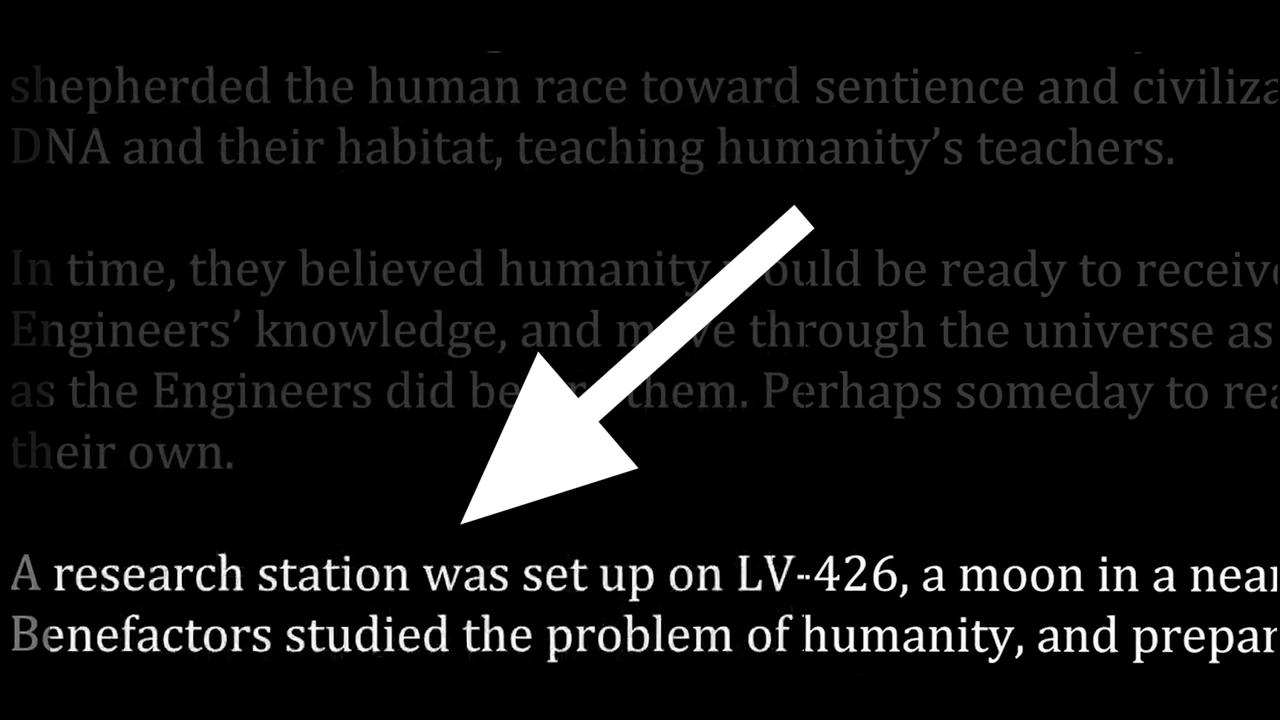 shepherded the human race toward sentience and civiliza
DNA and their habitat, teaching humanity’s teachers.
In time, they believed humanity would be ready to receive
Engineers’ knowledge, and move through the universe as
as the Engineers did before them. Perhaps someday to rea
their own.
A research station was set up on LV-426, a moon in a near
Benefactors studied the problem of humanity, and prepar